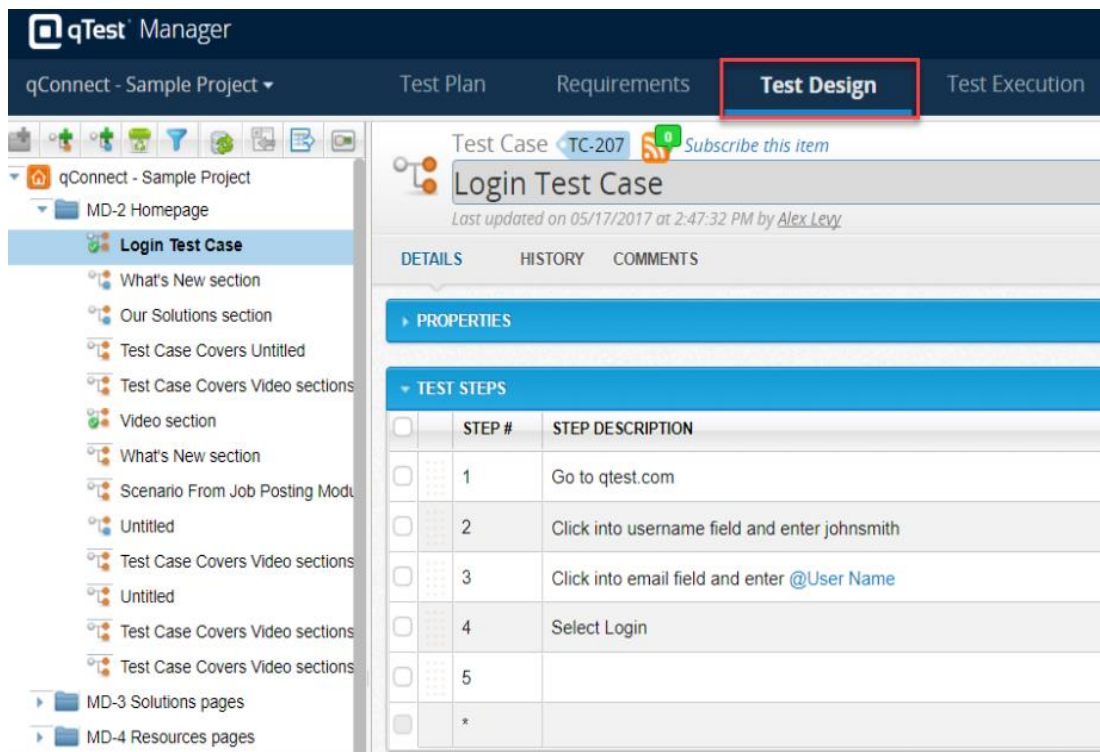 qTest Manager
qConnect - Sample Project
Test Plan Requirements Test Design Test Execution
qConnect - Sample Project
MD-2 Homepage
Login Test Case
What's New section
Our Solutions section
Test Case Covers Untitled
Test Case Covers Video sections
Video section
What's New section
Scenario From Job Posting Modu
Untitled
Test Case Covers Video sections
Untitled
Test Case Covers Video sections
Test Case Covers Video sections
MD-3 Solutions pages
MD-4 Resources pages
Test Case TC-207 0 Subscribe this item
Login Test Case
Last updated on 05/17/2017 at 2:47:32 PM by Alex Levy
DETAILS HISTORY COMMENTS
PROPERTIES
TEST STEPS
STEP # STEP DESCRIPTION
1 Go to qtest.com
2 Click into username field and enter johnsmith
3 Click into email field and enter @User Name
4 Select Login
5
*